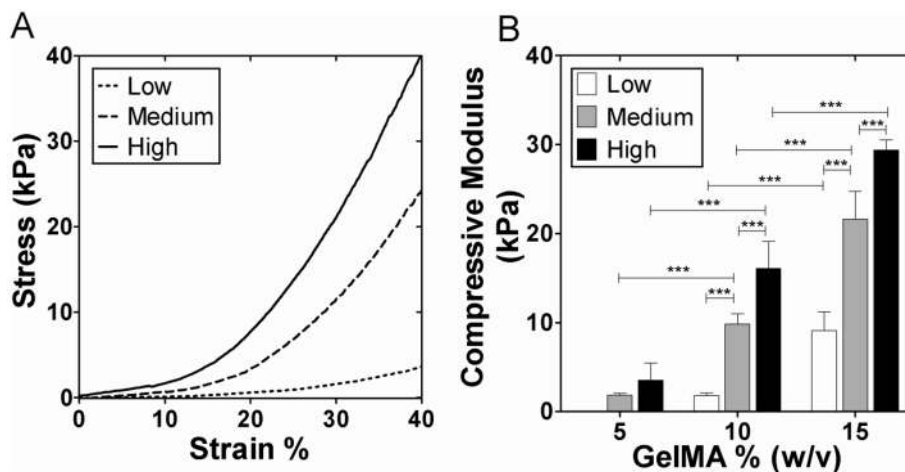 A
Stress (kPa)
40
30
20
10
0
Low
Medium
High
0 10 20 30 40
Strain %
B
Compressive Modulus
(kPa)
40
30
20
10
0
Low
Medium
High
***
***
***
***
***
***
***
***
***
5 10 15
GelMA % (w/v)